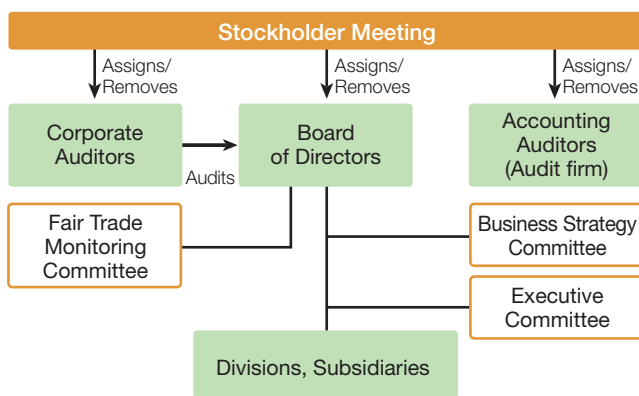 Stockholder Meeting
Assigns/
Removes
Assigns/
Removes
Assigns/
Removes
Corporate
Auditors
Audits
Board
of Directors
Accounting
Auditors
(Audit firm)
Fair Trade
Monitoring
Committee
Business Strategy
Committee
Executive
Committee
Divisions, Subsidiaries